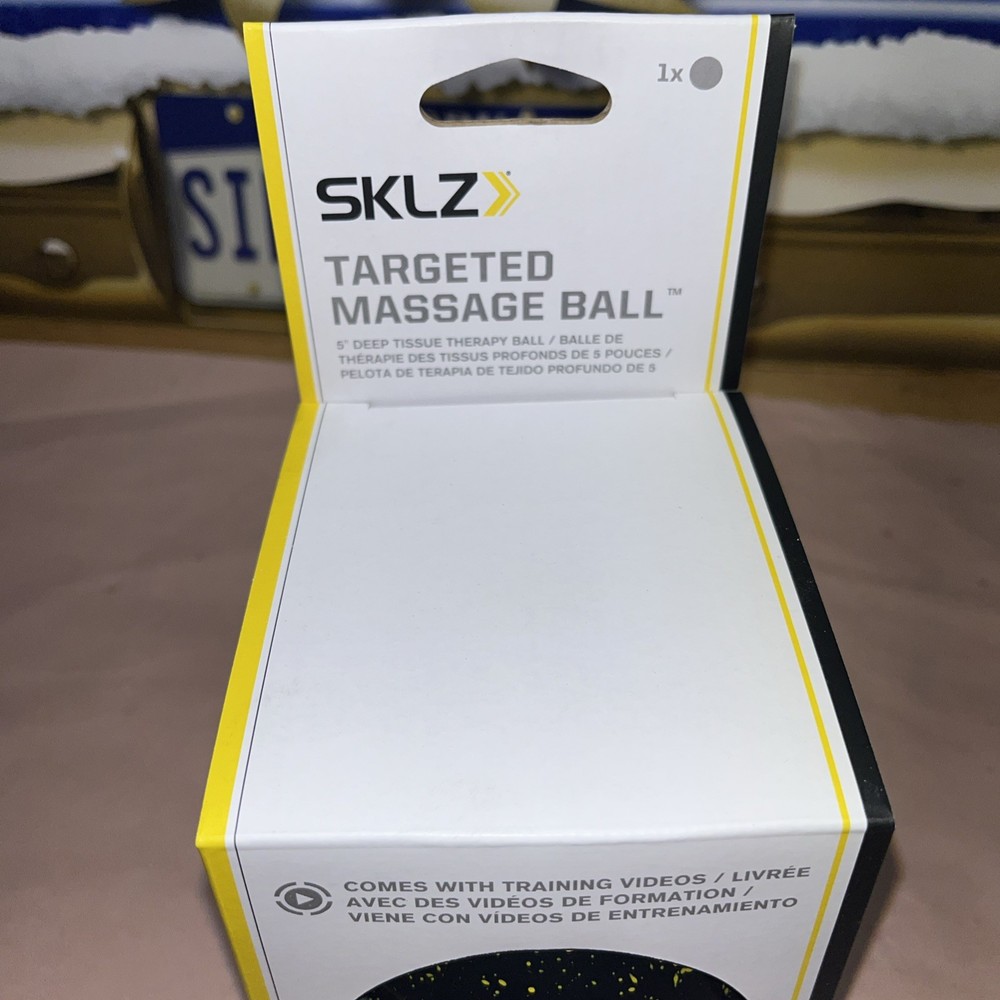 1x
SI
SKLZ
TARGETED
MASSAGE BALL™
5" DEEP TISSUE THERAPY BALL / BALLE DE
THÉRAPIE DES TISSUS PROFONDS DE 5 POUCES /
PELOTA DE TERAPIA DE TEJIDO PROFUNDO DE 5
COMES WITH TRAINING VIDEOS / LIVRÉE
AVEC DES VIDÉOS DE FORMATION /
VIENE CON VÍDEOS DE ENTRENAMIENTO